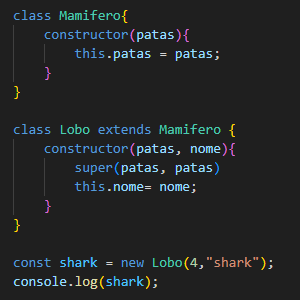 class Mamifero{
    constructor(patas){
        this.patas = patas;
    }
}

class Lobo extends Mamifero {
    constructor(patas, nome){
        super(patas, patas)
        this.nome= nome;
    }
}

const shark = new Lobo(4,"shark");
console.log(shark);